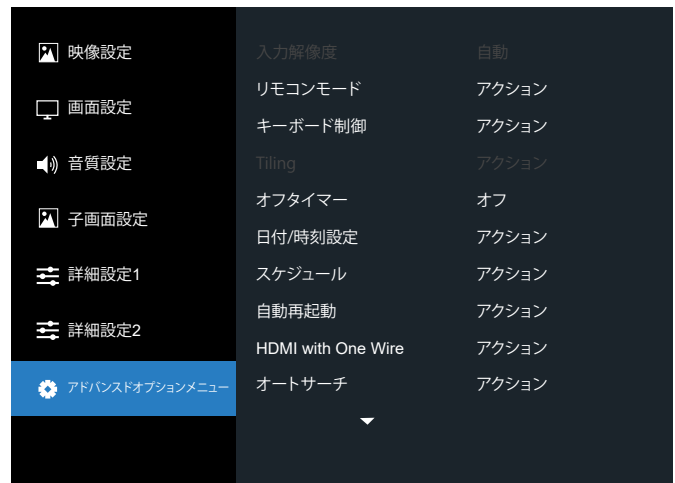 映像設定
画面設定
音質設定
子画面設定
詳細設定1
詳細設定2
アドバンスドオプションメニュー
入力解像度 自動
リモコンモード アクション
キーボード制御 アクション
Tiling アクション
オフタイマー オフ
日付/時刻設定 アクション
スケジュール アクション
自動再起動 アクション
HDMI with One Wire アクション
オートサーチ アクション